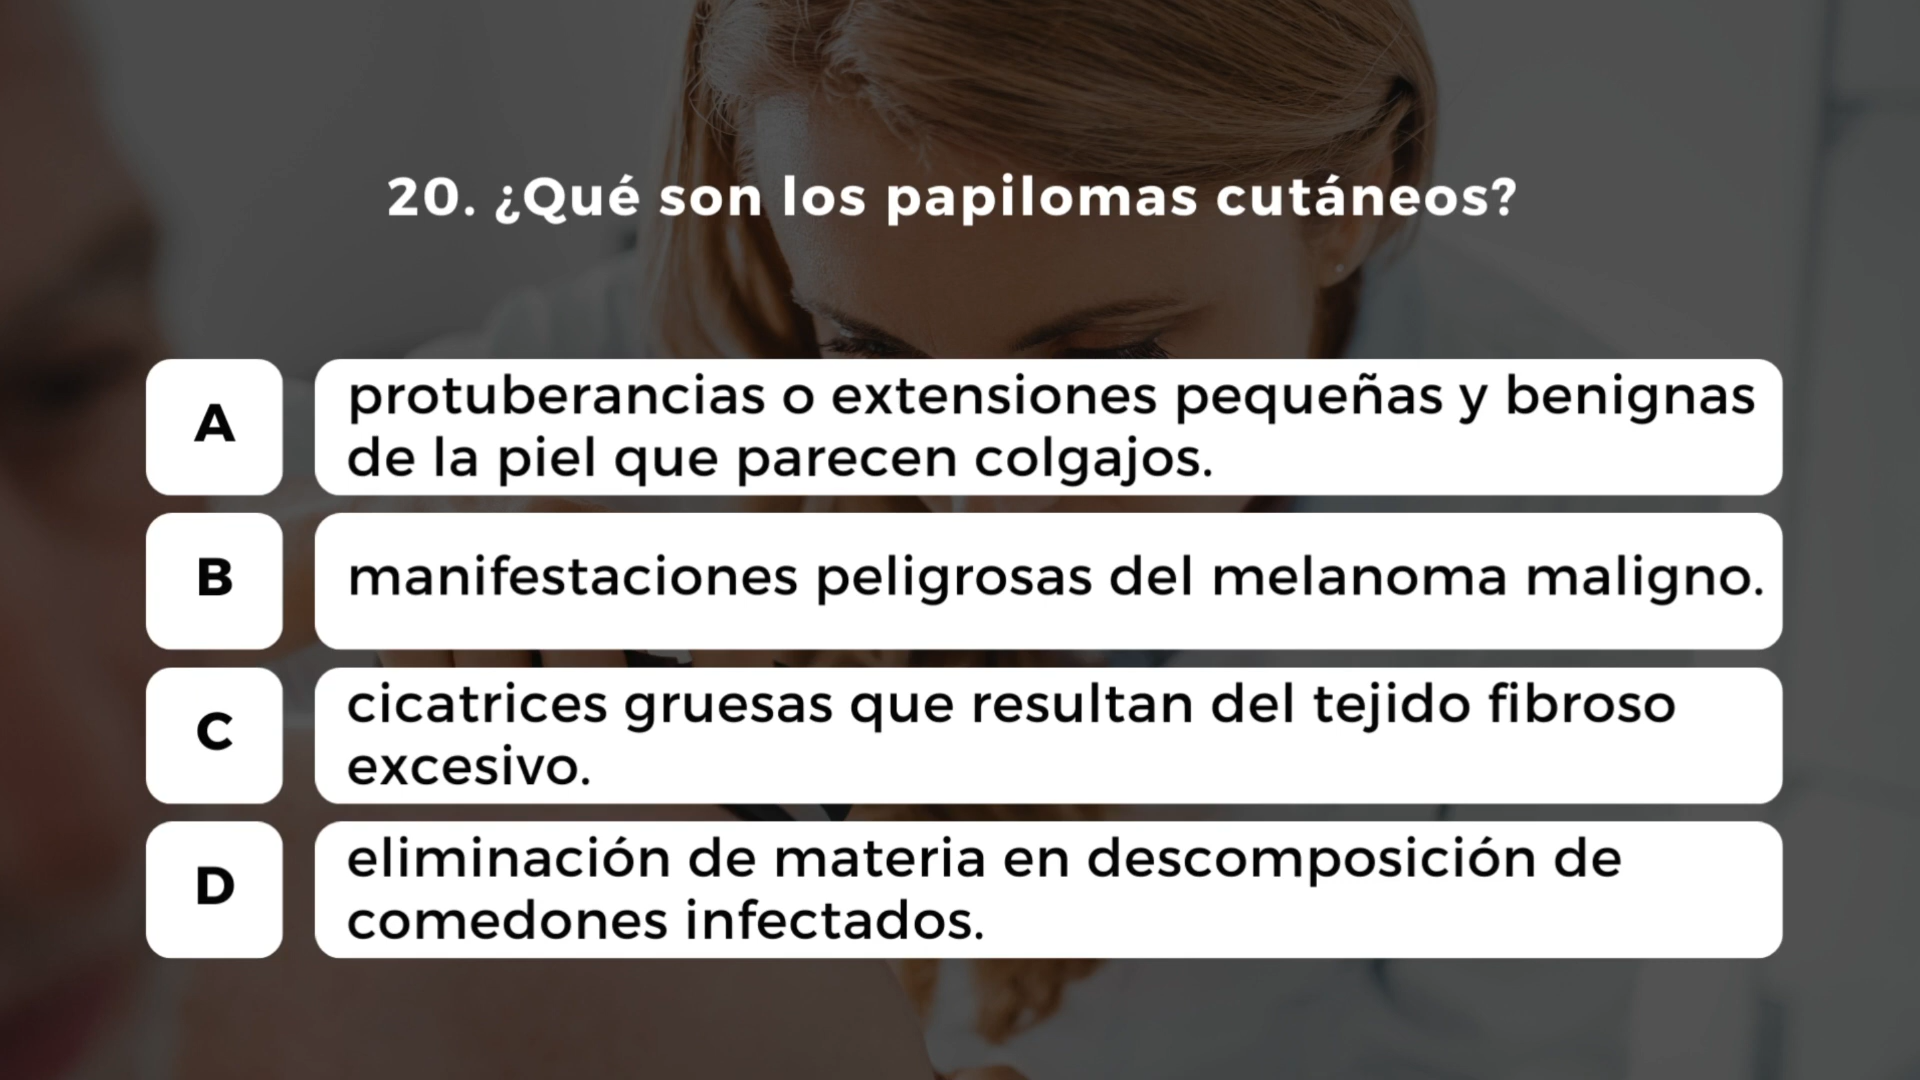 20. ¿Qué son los papilomas cutáneos?
A
protuberancias o extensiones pequeñas y benignas
de la piel que parecen colgajos.
B
manifestaciones peligrosas del melanoma maligno.
C
cicatrices gruesas que resultan del tejido fibroso
excesivo.
D
eliminación de materia en descomposición de
comedones infectados.